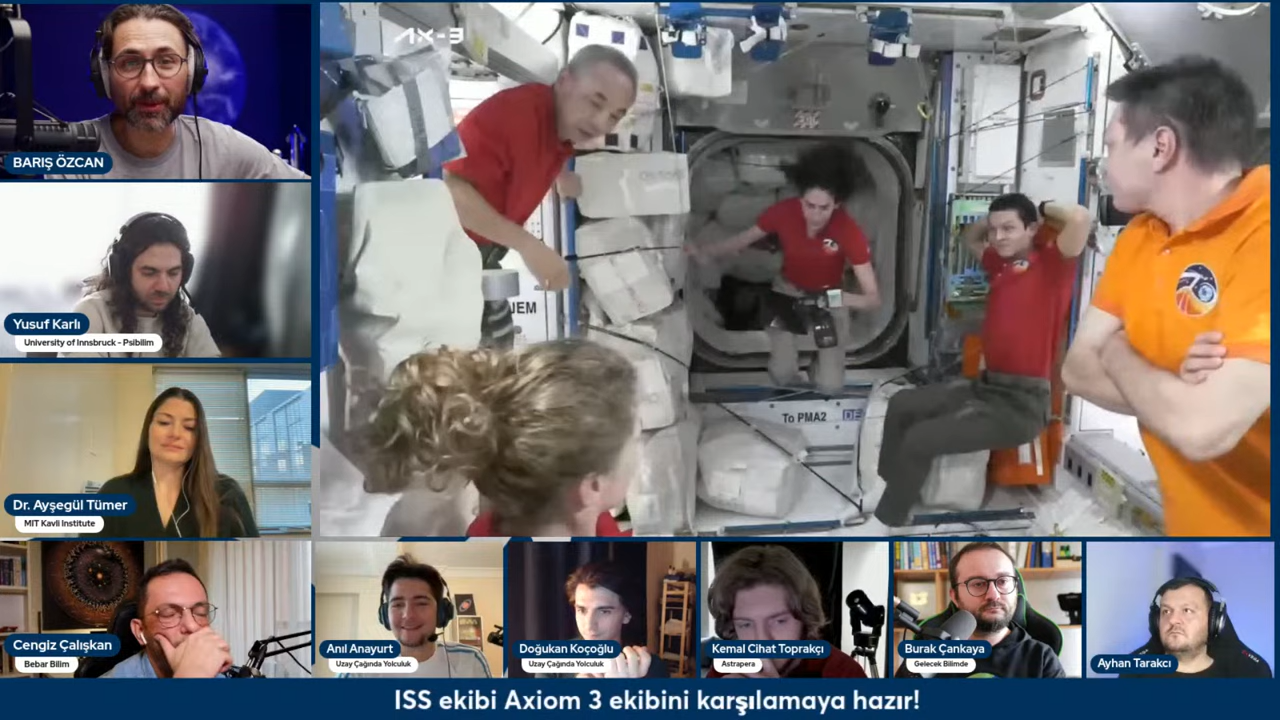 AX-3
BARIŞ ÖZCAN
Yusuf Karlı
University of Innsbruck - Psibilim
JEM
To PMA2
Dr. Ayşegül Tümer
MIT Kavli Institute
Cengiz Çalışkan
Bebar Bilim
Anıl Anayurt
Uzay Çağında Yolculuk
Doğukan Koçoğlu
Uzay Çağında Yolculuk
Kemal Cihat Toprakçı
Astrapera
Burak Çankaya
Gelecek Bilimde
Ayhan Tarakcı
ISS ekibi Axiom 3 ekibini karşılamaya hazır!